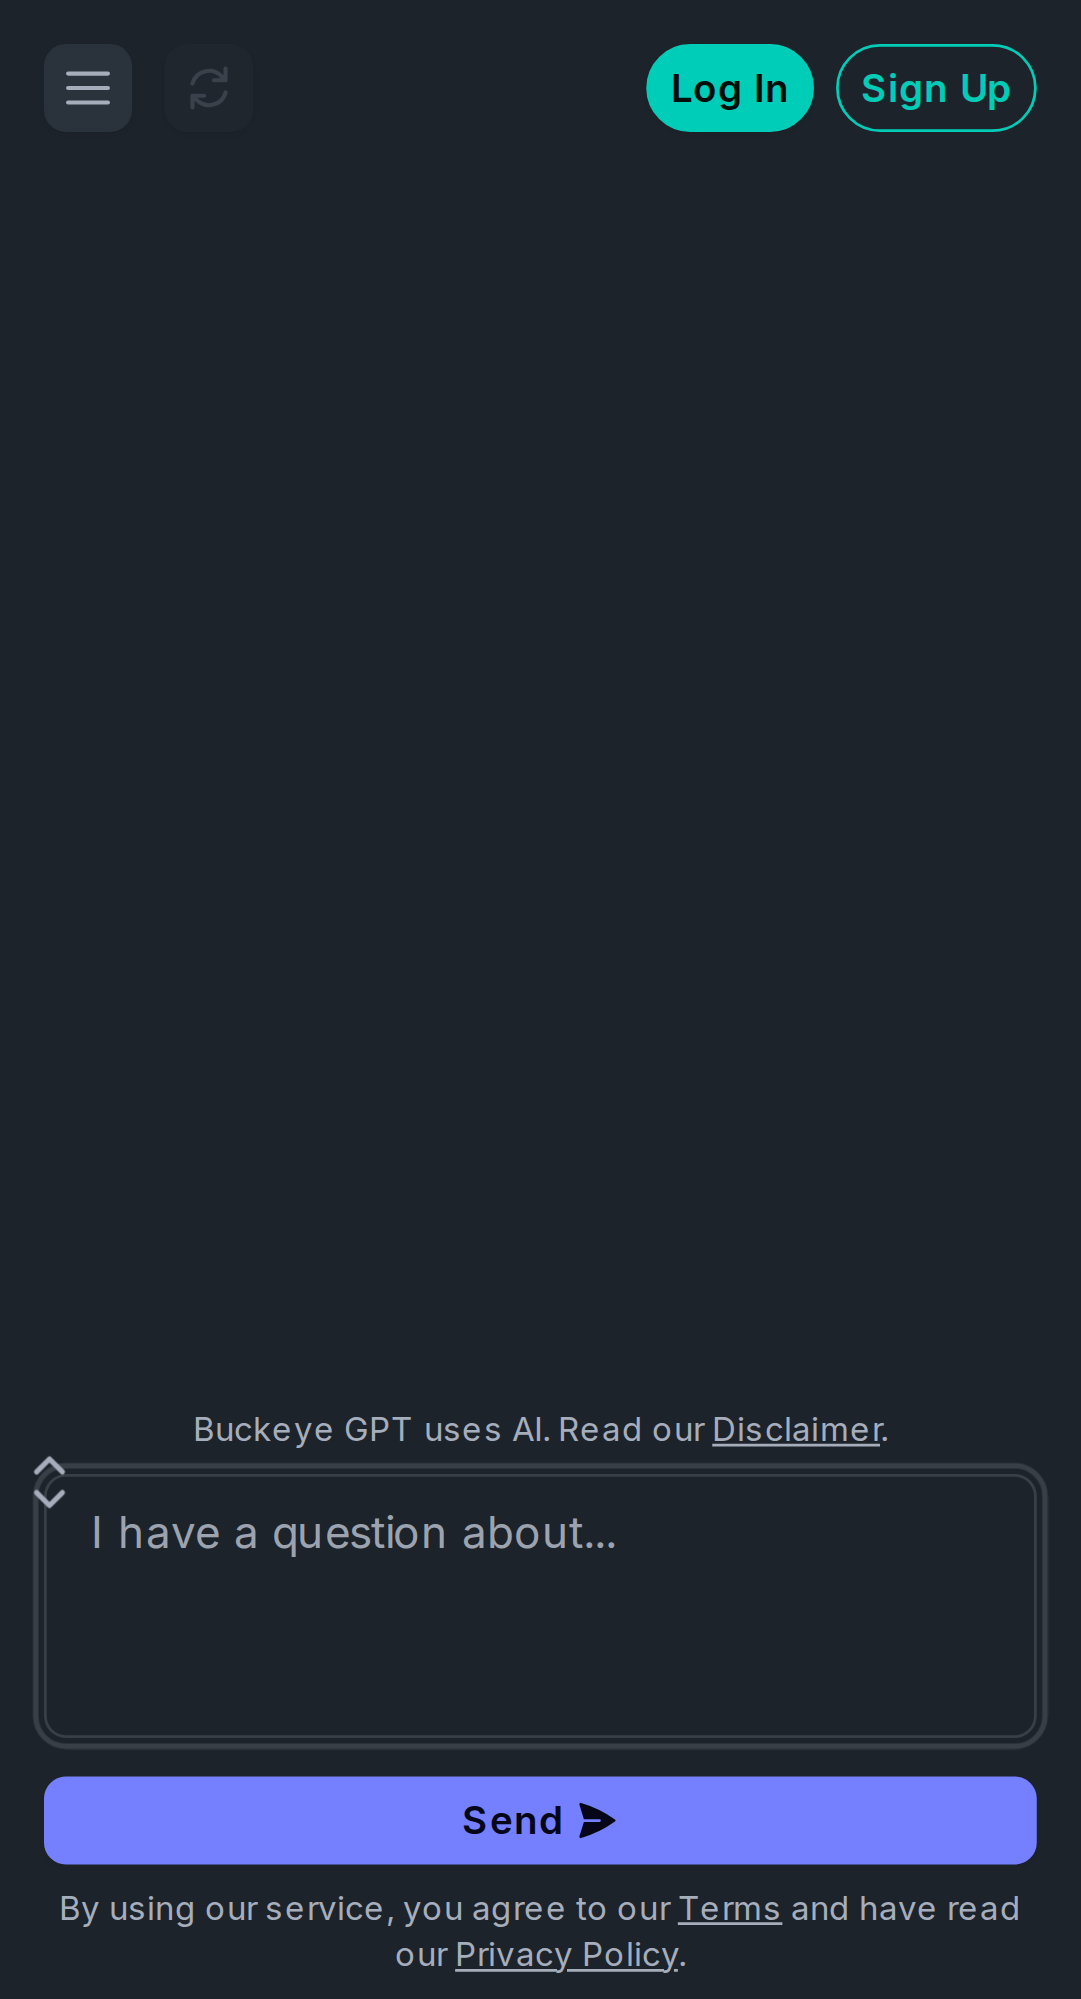 Log In
Sign Up
Buckeye GPT uses AI. Read our Disclaimer.
I have a question about...
Send
By using our service, you agree to our Terms and have read
our Privacy Policy.